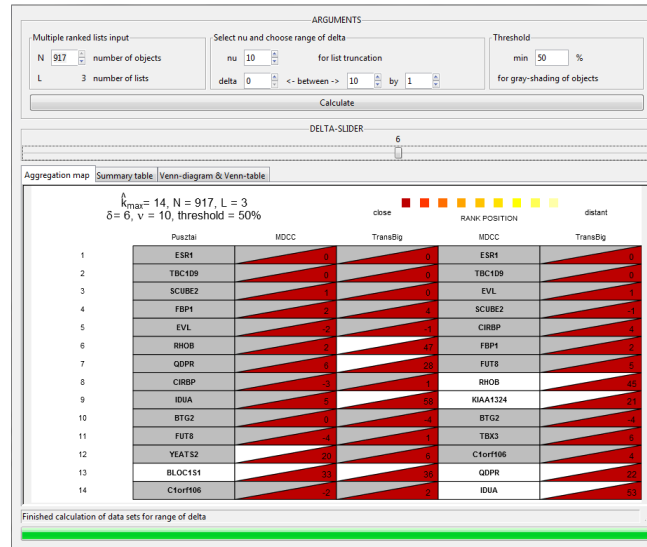 ARGUMENTS
Multiple ranked lists input
Select nu and choose range of delta
Threshold
N 917 number of objects
nu 10 for list truncation
min 50 %
L 3 number of lists
delta 0 <- between -> 10 by 1
for gray-shading of objects
Calculate
DELTA-SLIDER
6
Aggregation map Summary table Venn-diagram & Venn-table
k̂max= 14, N = 917, L = 3
δ= 6, ν = 10, threshold = 50%
close distant
RANK POSITION
Pusztai MDCC TransBig MDCC TransBig
1 ESR1 0 0 ESR1 0
2 TBC1D9 0 0 TBC1D9 0
3 SCUBE2 1 0 EVL 1
4 FBP1 2 4 SCUBE2 -1
5 EVL -2 -1 CIRBP 4
6 RHOB 2 47 FBP1 2
7 QDPR 6 28 FUT8 5
8 CIRBP -3 1 RHOB 45
9 IDUA 5 58 KIAA1324 21
10 BTG2 0 -4 BTG2 -4
11 FUT8 -4 1 TBX3 6
12 YEATS2 20 6 C1orf106 4
13 BLOC1S1 33 36 QDPR 22
14 C1orf106 -2 2 IDUA 53
Finished calculation of data sets for range of delta